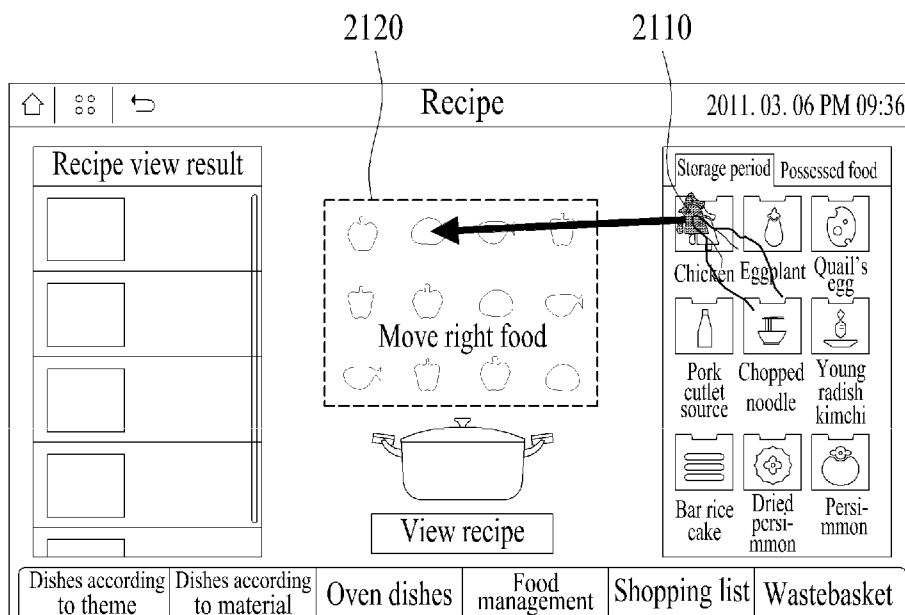 2120
2110
Recipe
2011. 03. 06 PM 09:36
Recipe view result
Storage period
Possessed food
Move right food
Chicken
Eggplant
Quail's
egg
Pork
cutlet
source
Chopped
noodle
Young
radish
kimchi
Bar rice
cake
Dried
persi-
mmon
Persi-
mmon
View recipe
Dishes according
to theme
Dishes according
to material
Oven dishes
Food
management
Shopping list
Wastebasket